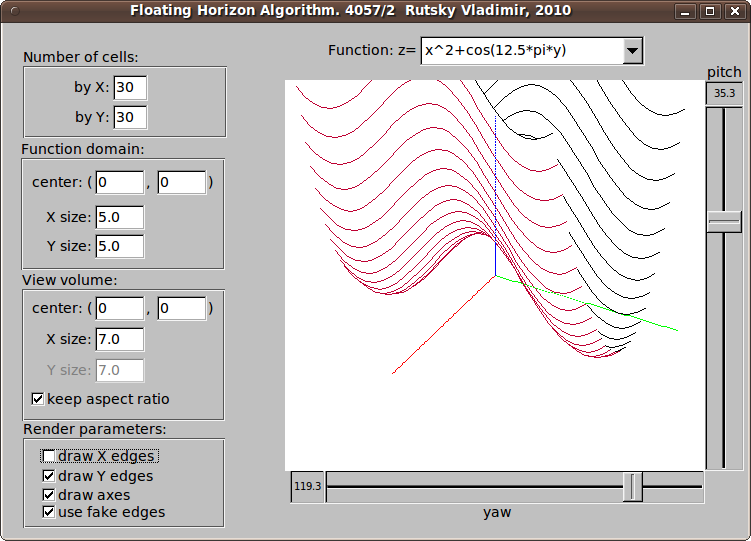 Floating Horizon Algorithm. 4057/2  Rutsky Vladimir, 2010
Function: z= x^2+cos(12.5*pi*y)
Number of cells:
by X: 30
by Y: 30
Function domain:
center: ( 0 , 0 )
X size: 5.0
Y size: 5.0
View volume:
center: ( 0 , 0 )
X size: 7.0
Y size: 7.0
keep aspect ratio
Render parameters:
draw X edges
draw Y edges
draw axes
use fake edges
pitch
35.3
119.3
yaw